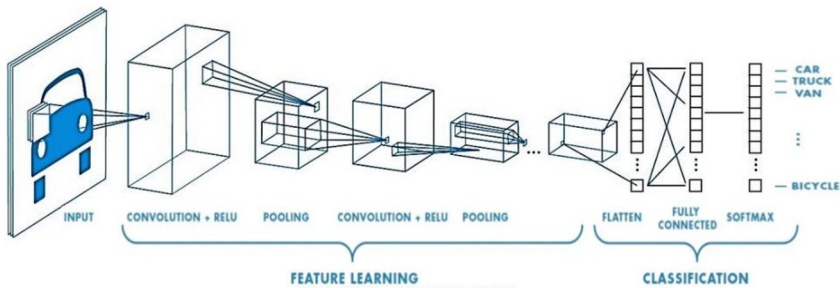 CAR
TRUCK
VAN
BICYCLE
INPUT
CONVOLUTION + RELU
POOLING
CONVOLUTION + RELU
POOLING
FLATTEN
FULLY
CONNECTED
SOFTMAX
FEATURE LEARNING
CLASSIFICATION